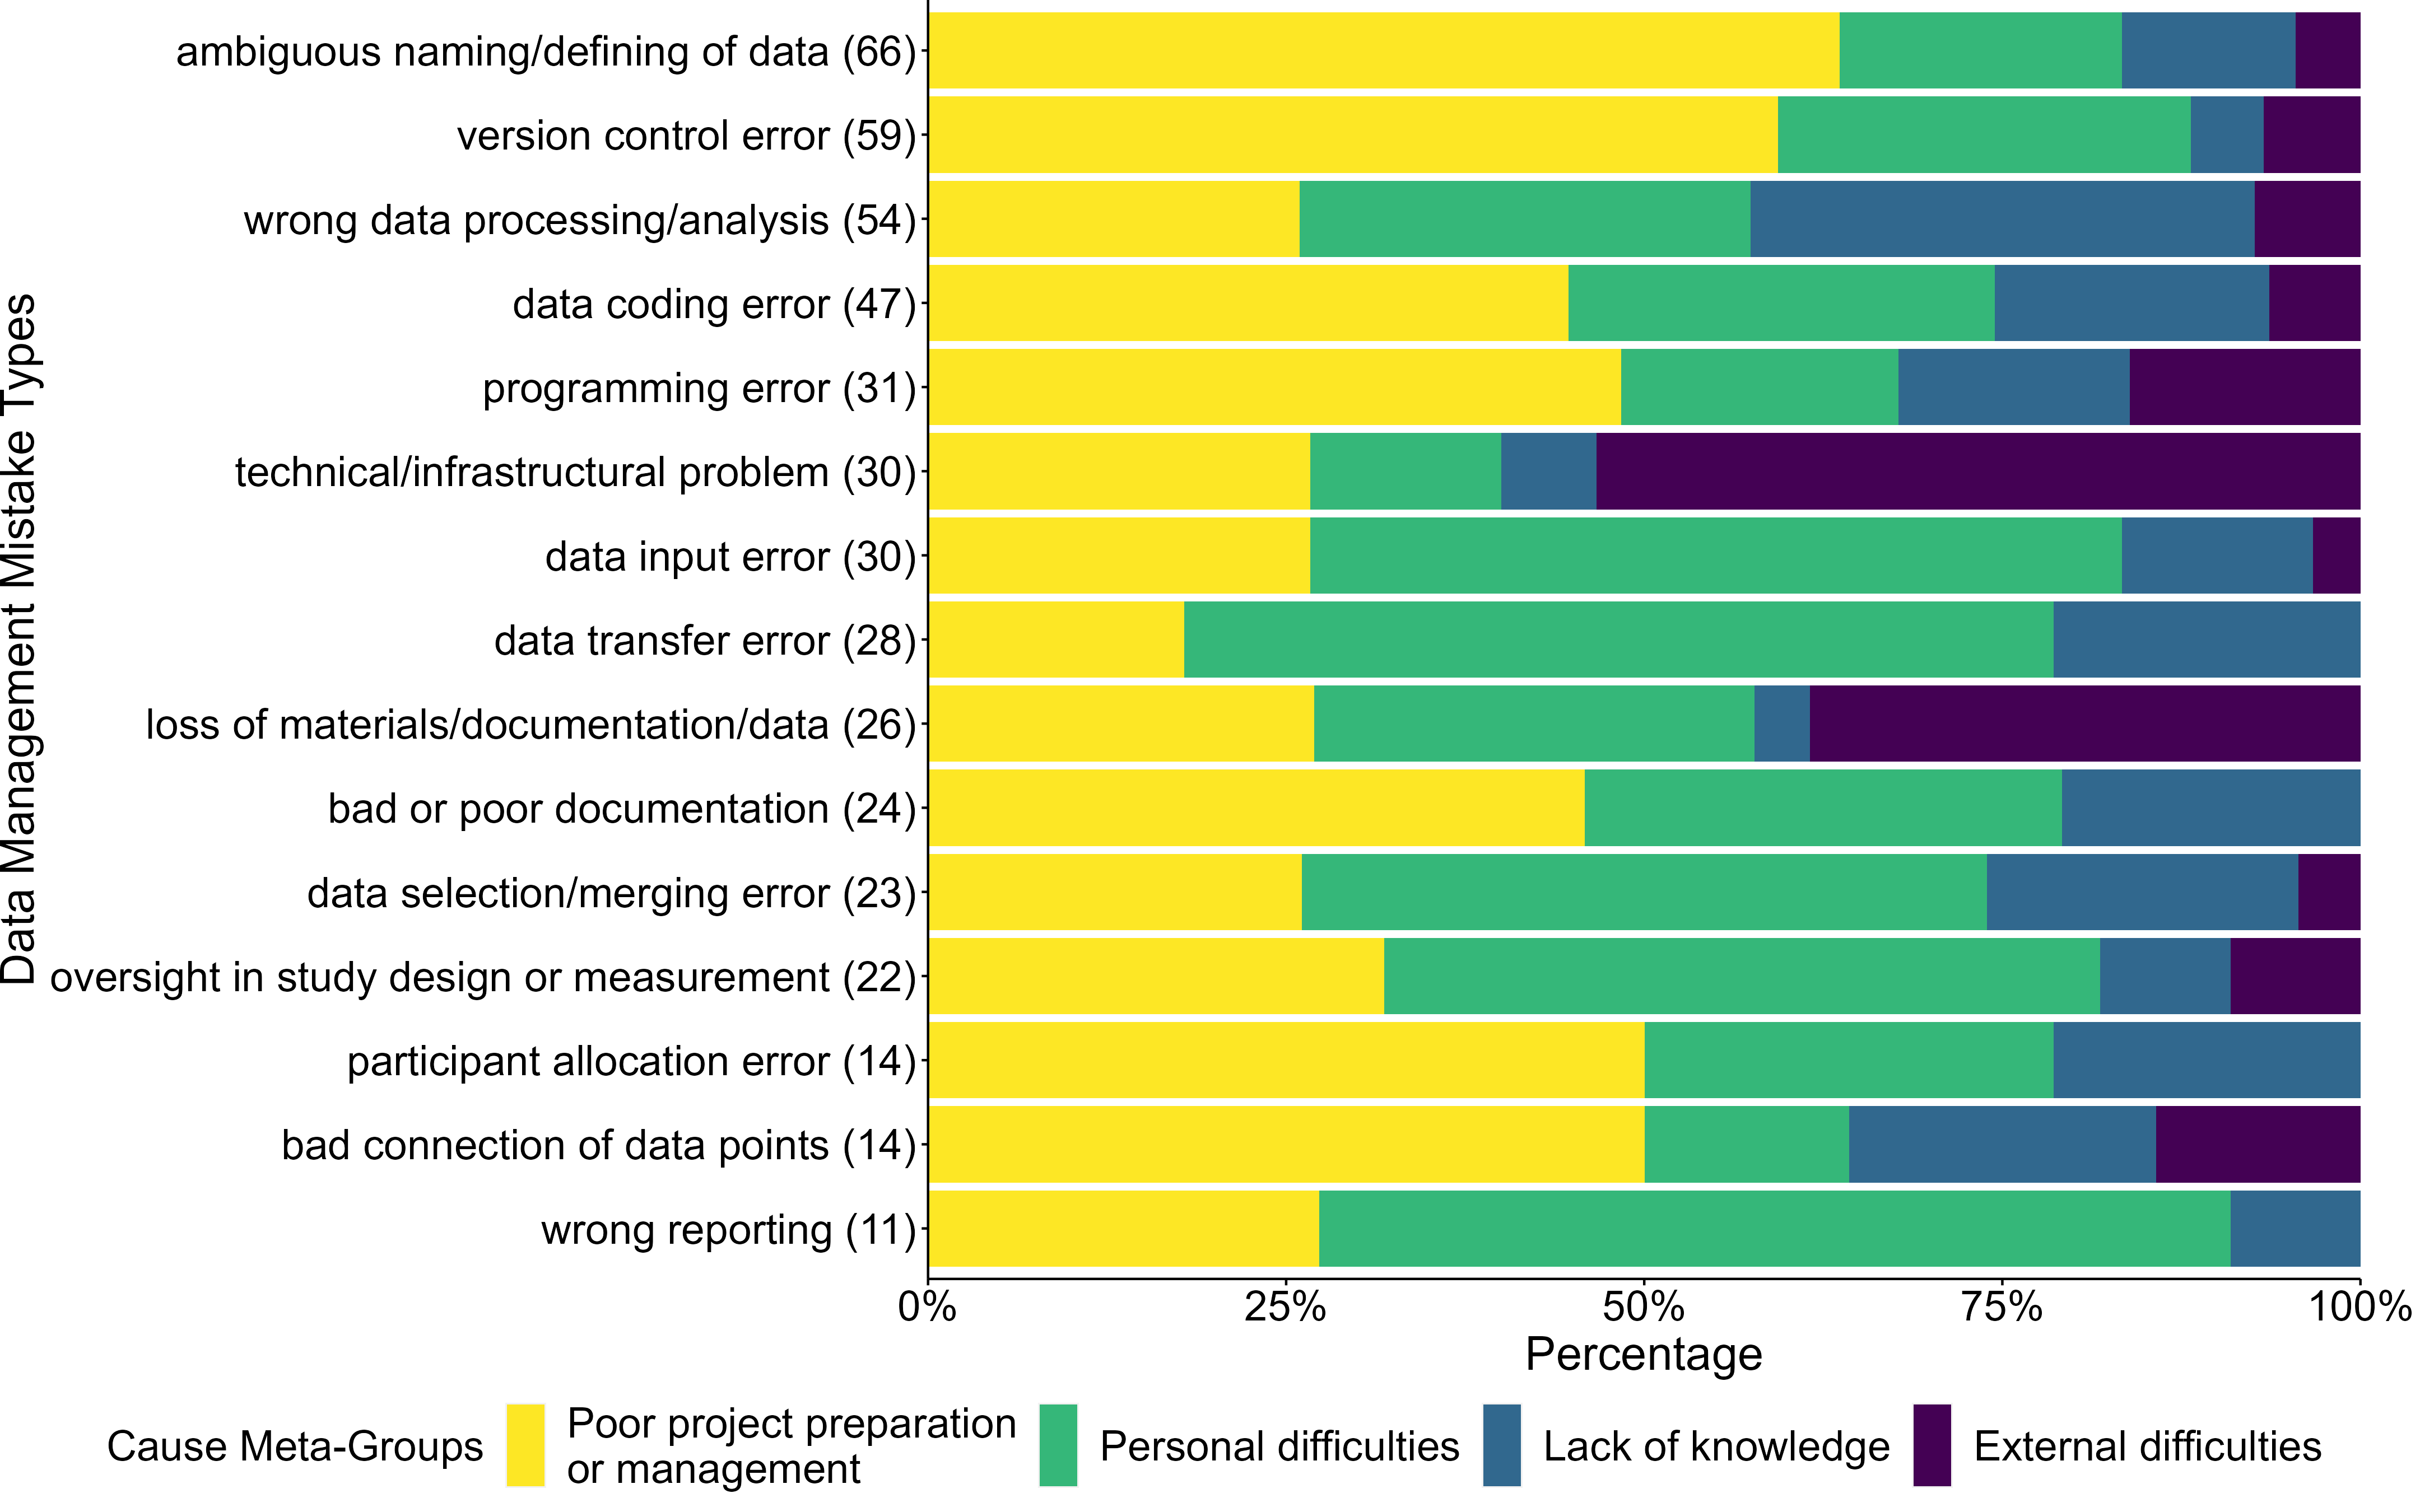 Data Management Mistake Types
ambiguous naming/defining of data (66)
version control error (59)
wrong data processing/analysis (54)
data coding error (47)
programming error (31)
technical/infrastructural problem (30)
data input error (30)
data transfer error (28)
loss of materials/documentation/data (26)
bad or poor documentation (24)
data selection/merging error (23)
oversight in study design or measurement (22)
participant allocation error (14)
bad connection of data points (14)
wrong reporting (11)
0% 25% 50% 75% 100%
Percentage
Cause Meta-Groups
Poor project preparation
or management
Personal difficulties
Lack of knowledge
External difficulties